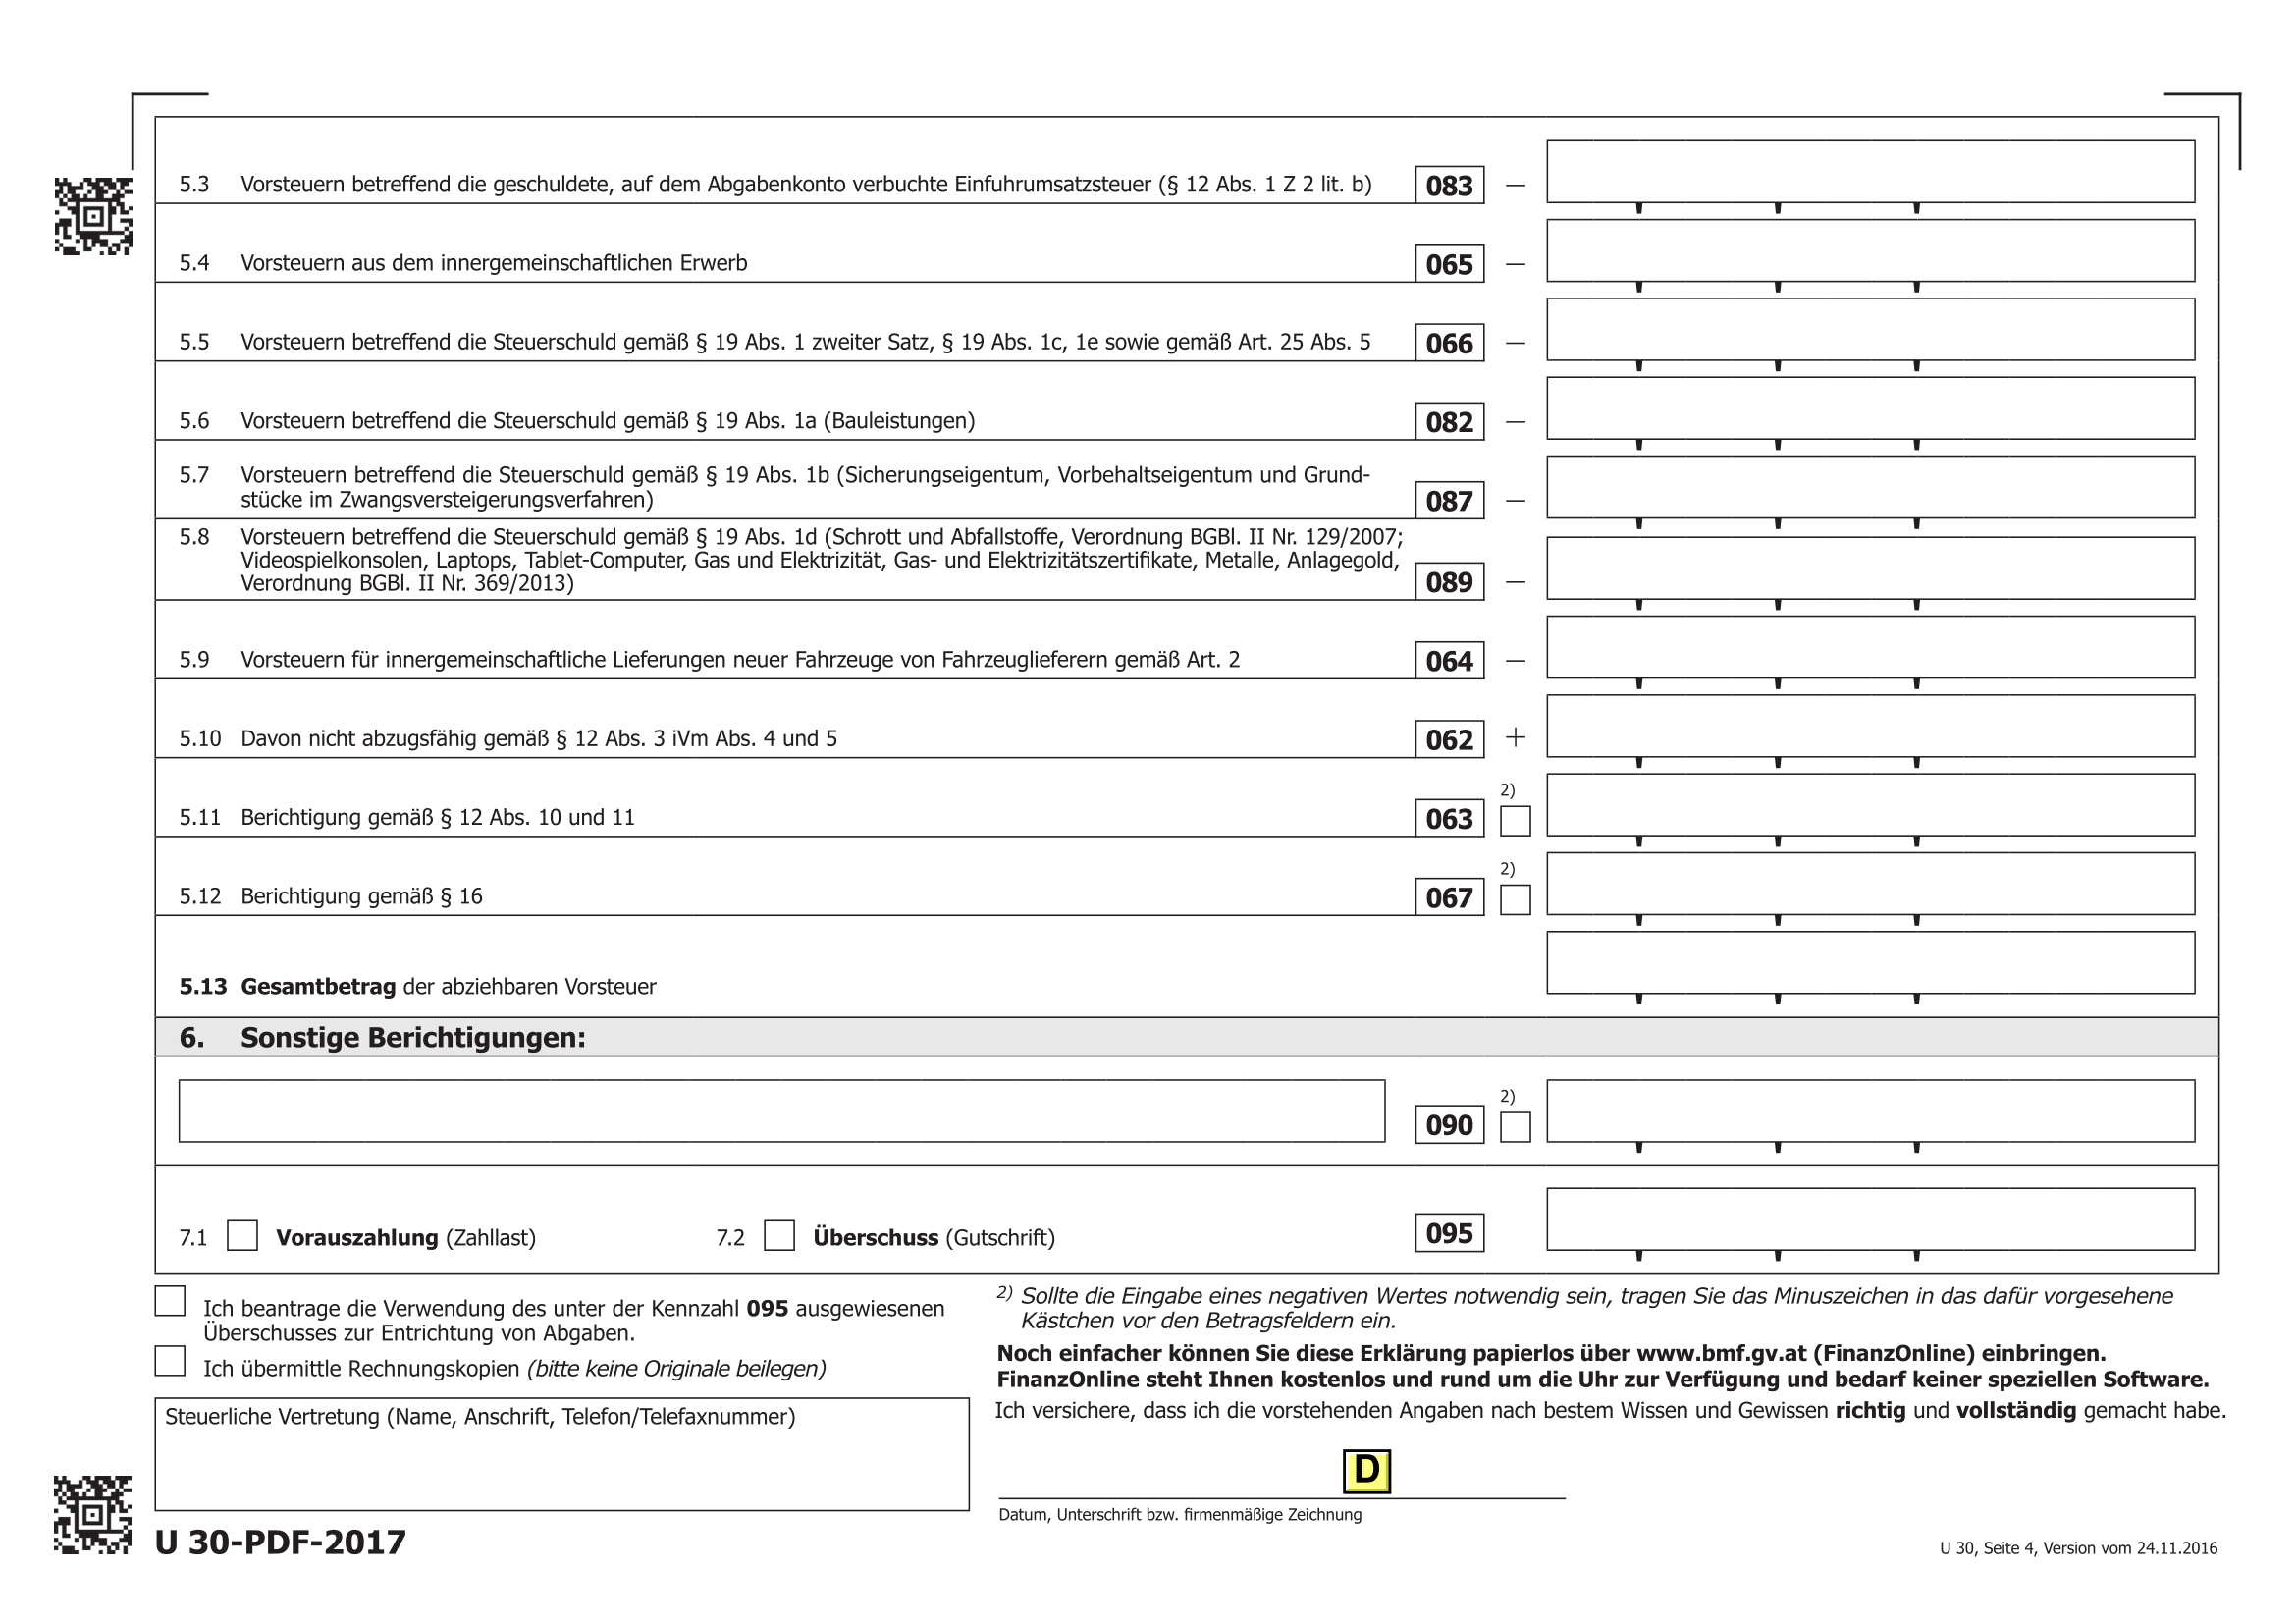 5.3 Vorsteuern betreffend die geschuldete, auf dem Abgabenkonto verbuchte Einfuhrumsatzsteuer (§ 12 Abs. 1 Z 2 lit. b) 083 –
5.4 Vorsteuern aus dem innergemeinschaftlichen Erwerb 065 –
5.5 Vorsteuern betreffend die Steuerschuld gemäß § 19 Abs. 1 zweiter Satz, § 19 Abs. 1c, 1e sowie gemäß Art. 25 Abs. 5 066 –
5.6 Vorsteuern betreffend die Steuerschuld gemäß § 19 Abs. 1a (Bauleistungen) 082 –
5.7 Vorsteuern betreffend die Steuerschuld gemäß § 19 Abs. 1b (Sicherungseigentum, Vorbehaltseigentum und Grund-
stücke im Zwangsversteigerungsverfahren) 087 –
5.8 Vorsteuern betreffend die Steuerschuld gemäß § 19 Abs. 1d (Schrott und Abfallstoffe, Verordnung BGBl. II Nr. 129/2007;
Videospielkonsolen, Laptops, Tablet-Computer, Gas und Elektrizität, Gas- und Elektrizitätszertifikate, Metalle, Anlagegold,
Verordnung BGBl. II Nr. 369/2013) 089 –
5.9 Vorsteuern für innergemeinschaftliche Lieferungen neuer Fahrzeuge von Fahrzeuglieferern gemäß Art. 2 064 –
5.10 Davon nicht abzugsfähig gemäß § 12 Abs. 3 iVm Abs. 4 und 5 062 +
5.11 Berichtigung gemäß § 12 Abs. 10 und 11 063 2)
5.12 Berichtigung gemäß § 16 067 2)
5.13 Gesamtbetrag der abziehbaren Vorsteuer
6. Sonstige Berichtigungen:
090 2)
7.1 Vorauszahlung (Zahllast) 7.2 Überschuss (Gutschrift) 095
Ich beantrage die Verwendung des unter der Kennzahl 095 ausgewiesenen
Überschusses zur Entrichtung von Abgaben.
Ich übermittle Rechnungskopien (bitte keine Originale beilegen)
Steuerliche Vertretung (Name, Anschrift, Telefon/Telefaxnummer)
2) Sollte die Eingabe eines negativen Wertes notwendig sein, tragen Sie das Minuszeichen in das dafür vorgesehene
Kästchen vor den Betragsfeldern ein.
Noch einfacher können Sie diese Erklärung papierlos über www.bmf.gv.at (FinanzOnline) einbringen.
FinanzOnline steht Ihnen kostenlos und rund um die Uhr zur Verfügung und bedarf keiner speziellen Software.
Ich versichere, dass ich die vorstehenden Angaben nach bestem Wissen und Gewissen richtig und vollständig gemacht habe.
D
Datum, Unterschrift bzw. firmenmäßige Zeichnung
U 30-PDF-2017
U 30, Seite 4, Version vom 24.11.2016